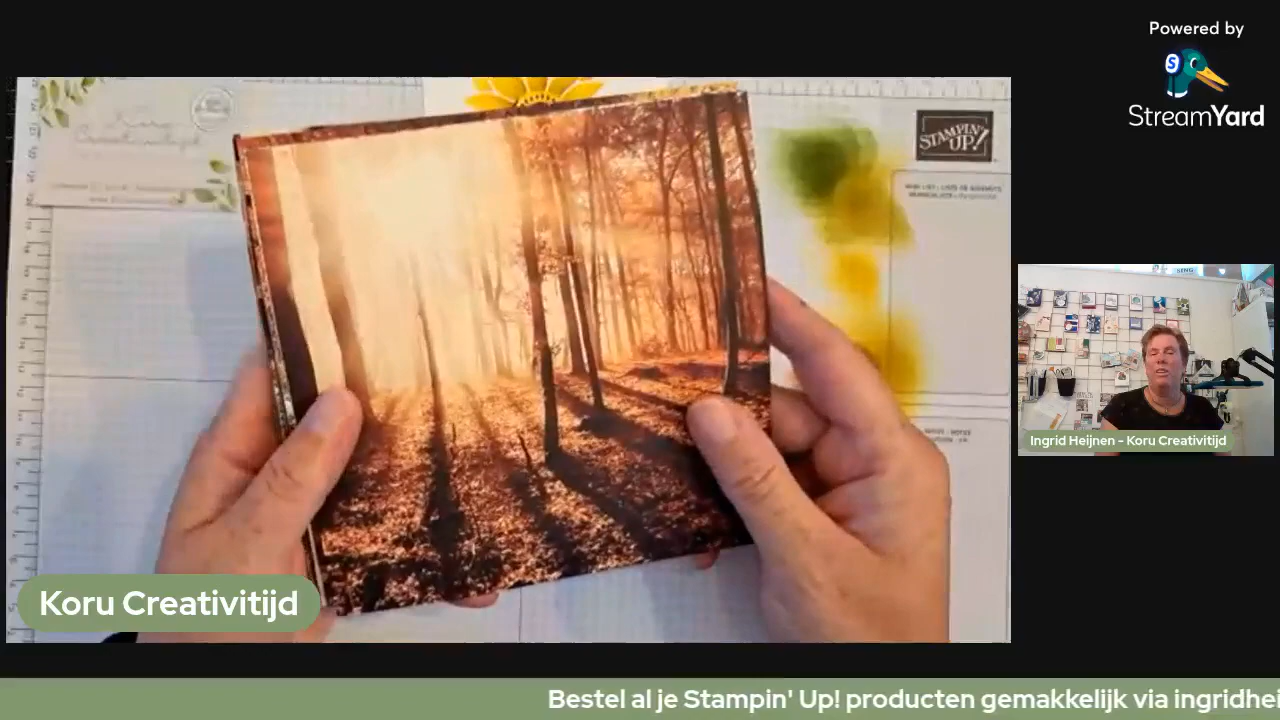 Powered by
S
StreamYard
STAMPIN' UP!
Ingrid Heijnen - Koru Creativitijd
Koru Creativitijd
Bestel al je Stampin' Up! producten gemakkelijk via ingridhei